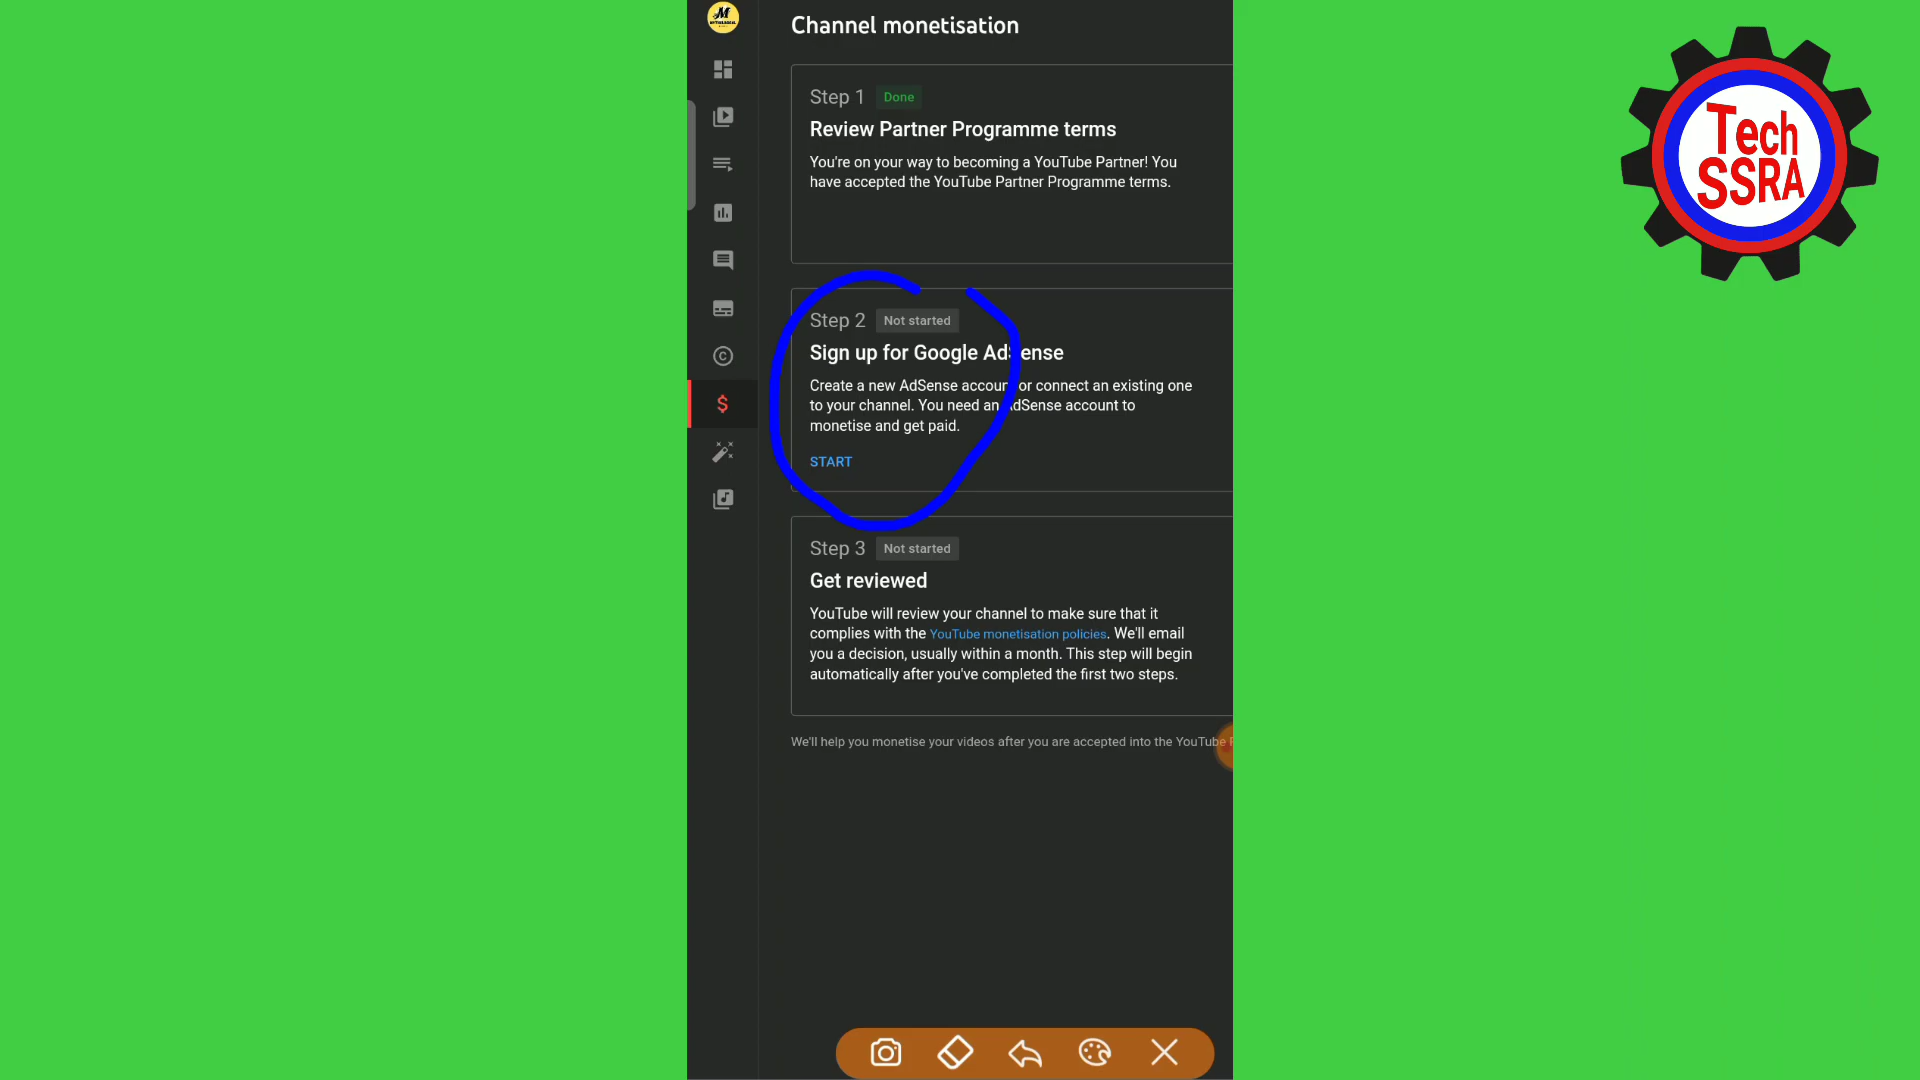 Channel monetisation
Step 1 Done
Review Partner Programme terms
You're on your way to becoming a YouTube Partner! You
have accepted the YouTube Partner Programme terms.
Step 2 Not started
Sign up for Google AdSense
Create a new AdSense account or connect an existing one
to your channel. You need an AdSense account to
monetise and get paid.
START
Step 3 Not started
Get reviewed
YouTube will review your channel to make sure that it
complies with the YouTube monetisation policies. We'll email
you a decision, usually within a month. This step will begin
automatically after you've completed the first two steps.
We'll help you monetise your videos after you are accepted into the YouTube
Tech
SSRA